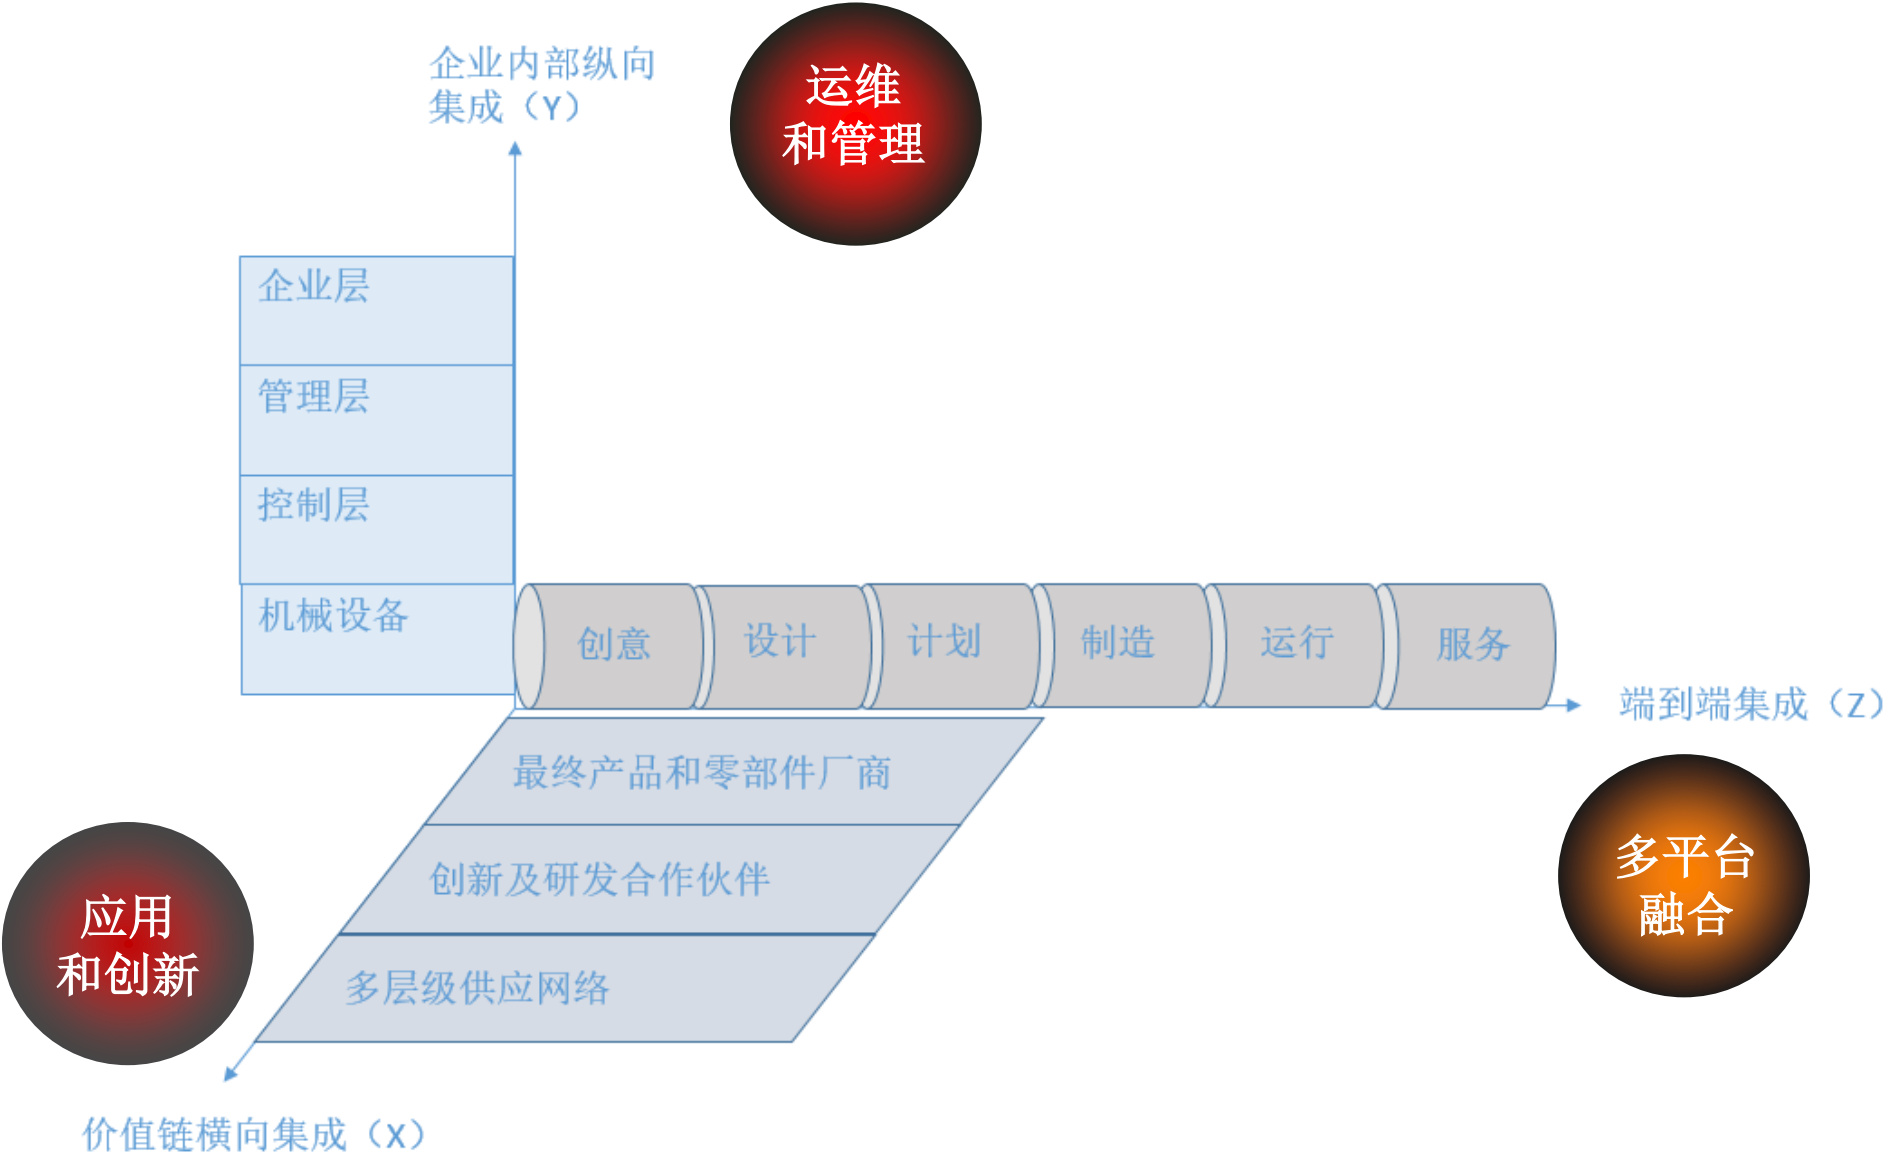 企业内部纵向
集成（Y）
运维
和管理
企业层
管理层
控制层
机械设备
创意
设计
计划
制造
运行
服务
端到端集成（Z）
最终产品和零部件厂商
创新及研发合作伙伴
多层级供应网络
多平台
融合
应用
和创新
价值链横向集成（X）